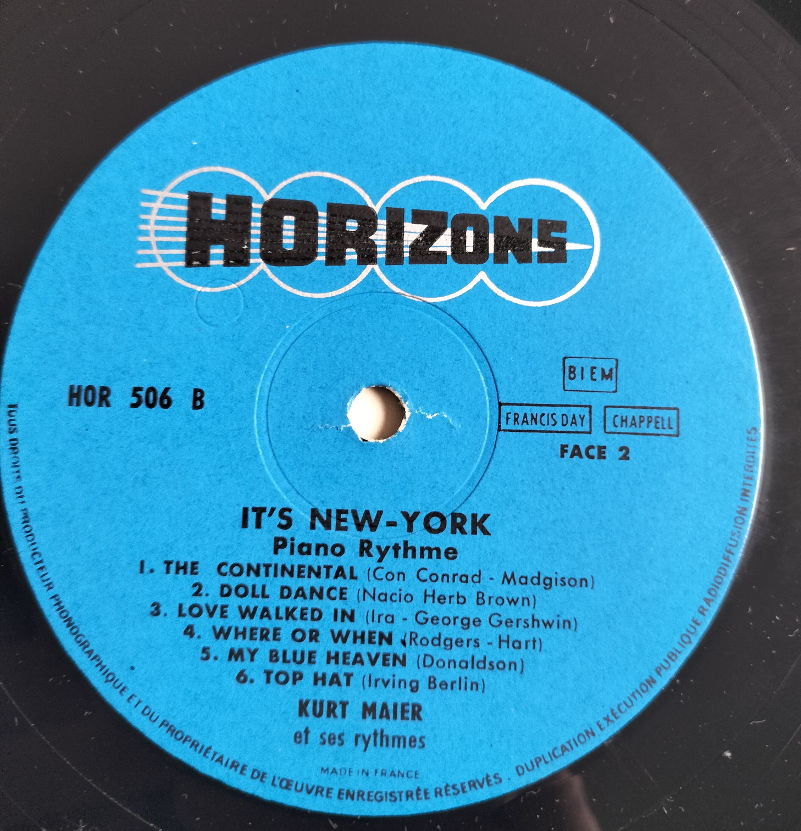 HORIZONS
HOR 506 B
BIEM
FRANCIS DAY
CHAPPELL
FACE 2
IT'S NEW-YORK
Piano Rythme
1. THE CONTINENTAL (Con Conrad - Madgison)
2. DOLL DANCE (Nacio Herb Brown)
3. LOVE WALKED IN (Ira - George Gershwin)
4. WHERE OR WHEN (Rodgers - Hart)
5. MY BLUE HEAVEN (Donaldson)
6. TOP HAT (Irving Berlin)
KURT MAIER
et ses rythmes
MADE IN FRANCE
TOUS DROITS DU PRODUCTEUR PHONOGRAPHIQUE ET DU PROPRIÉTAIRE DE L'ŒUVRE ENREGISTRÉE RÉSERVÉS . DUPLICATION EXÉCUTION PUBLIQUE RADIODIFFUSION INTERDITES